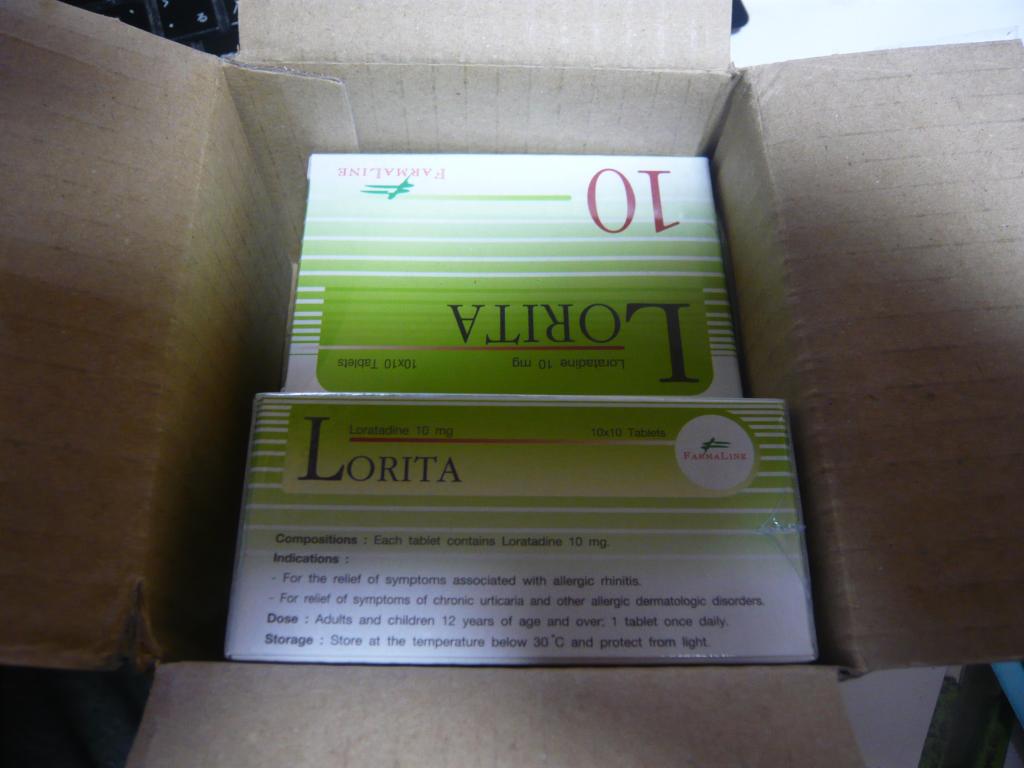 FARMALINE
10
LORITA
Loratadine 10 mg 10x10 Tablets
Loratadine 10 mg 10x10 Tablets
LORITA
FARMALINE
Compositions : Each tablet contains Loratadine 10 mg.
Indications :
- For the relief of symptoms associated with allergic rhinitis.
- For relief of symptoms of chronic urticaria and other allergic dermatologic disorders.
Dose : Adults and children 12 years of age and over; 1 tablet once daily.
Storage : Store at the temperature below 30°C and protect from light.